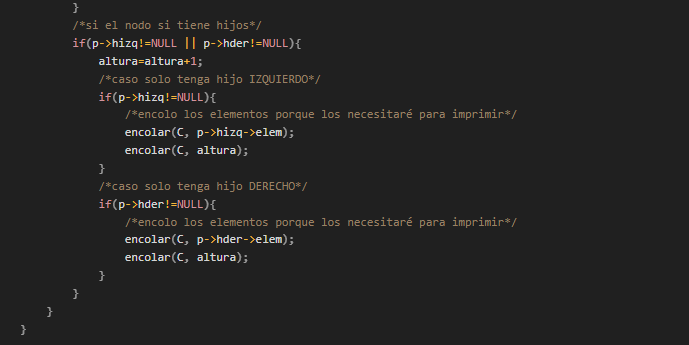 }
/*si el nodo si tiene hijos*/
if(p->hizq!=NULL || p->hder!=NULL){
altura=altura+1;
/*caso solo tenga hijo IZQUIERDO*/
if(p->hizq!=NULL){
/*encolo los elementos porque los necesitaré para imprimir*/
encolar(C, p->hizq->elem);
encolar(C, altura);
}
/*caso solo tenga hijo DERECHO*/
if(p->hder!=NULL){
/*encolo los elementos porque los necesitaré para imprimir*/
encolar(C, p->hder->elem);
encolar(C, altura);
}
}
}
}